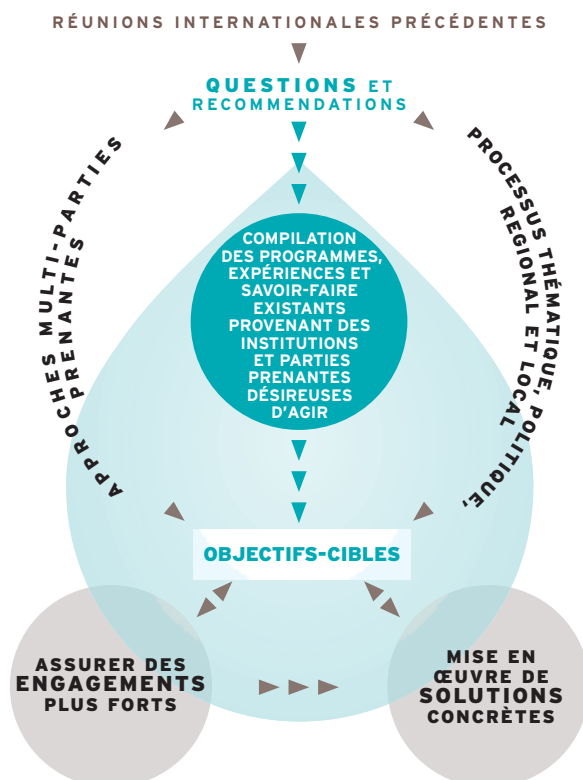 RÉUNIONS INTERNATIONALES PRÉCÉDENTES
QUESTIONS ET
RECOMMENDATIONS
APPROCHES MULTI-PARTIES
PRENANTES
PROCESSUS THÉMATIQUE, POLITIQUE,
REGIONAL ET LOCAL
COMPILATION
DES PROGRAMMES,
EXPÉRIENCES ET
SAVOIR-FAIRE
EXISTANTS
PROVENANT DES
INSTITUTIONS
ET PARTIES
PRENANTES
DÉSIREUSES
D'AGIR
OBJECTIFS-CIBLES
ASSURER DES
ENGAGEMENTS
PLUS FORTS
MISE EN
ŒUVRE DE
SOLUTIONS
CONCRÈTES